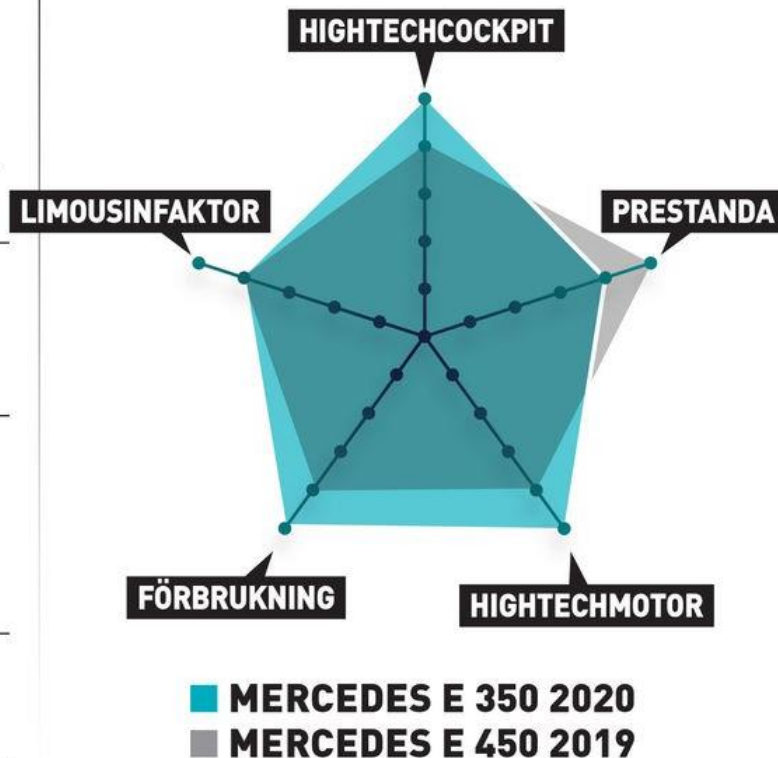 HIGHTECHCOCKPIT
LIMOUSINFAKTOR
PRESTANDA
FÖRBRUKNING
HIGHTECHMOTOR
MERCEDES E 350 2020
MERCEDES E 450 2019